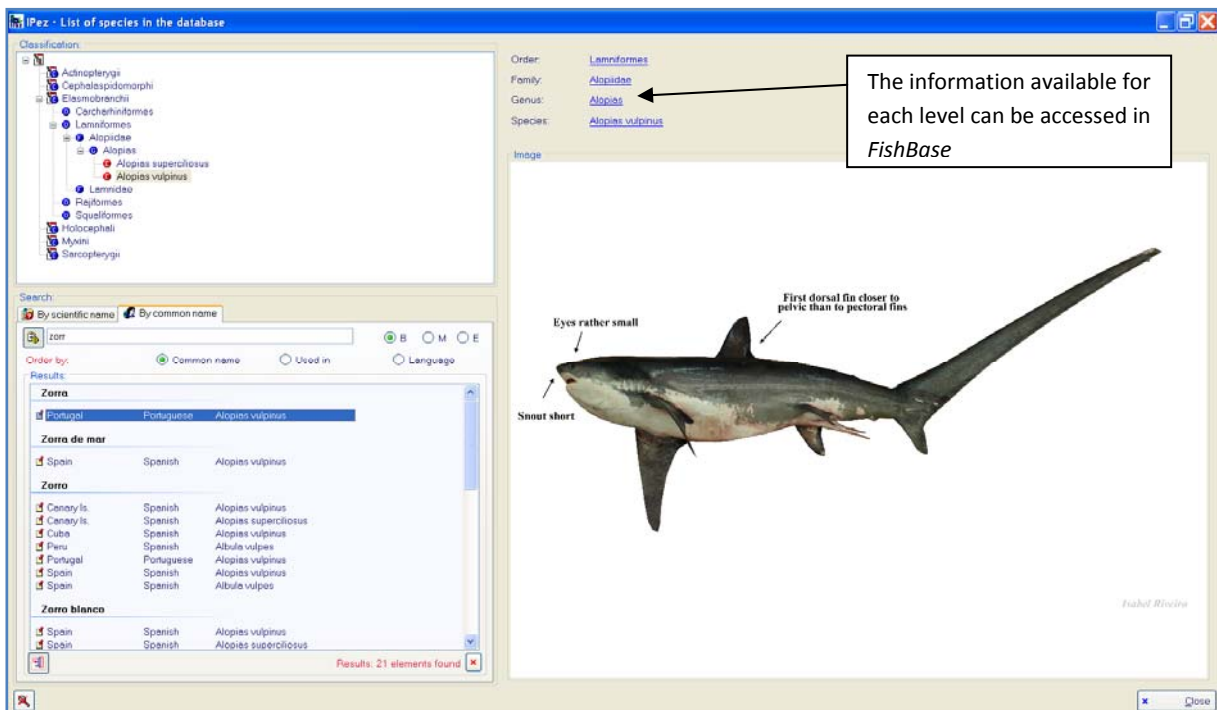 IPez - List of species in the database
Classification:
Actinopterygii
Cephalaspidomorphi
Elasmobranchii
Carcharhiniformes
Lamniformes
Alopiidae
Alopias
Alopias superciliosus
Alopias vulpinus
Lamnidae
Rajiformes
Squaliformes
Holocephali
Myxini
Sarcopterygii
Search:
By scientific name
By common name
zorr
B M E
Order by: Common name Used in Language
Results:
Zorra
Portugal Portuguese Alopias vulpinus
Zorra de mar
Spain Spanish Alopias vulpinus
Zorro
Canary Is. Spanish Alopias vulpinus
Canary Is. Spanish Alopias superciliosus
Cuba Spanish Alopias vulpinus
Peru Spanish Albula vulpes
Portugal Portuguese Alopias vulpinus
Spain Spanish Alopias vulpinus
Spain Spanish Albula vulpes
Zorro blanco
Spain Spanish Alopias vulpinus
Spain Spanish Alopias superciliosus
Results: 21 elements found
Order: Lamniformes
Family: Alopiidae
Genus: Alopias
Species: Alopias vulpinus
The information available for
each level can be accessed in
FishBase
Image
First dorsal fin closer to
pelvic than to pectoral fins
Eyes rather small
Snout short
Isabel Riveiro
Close